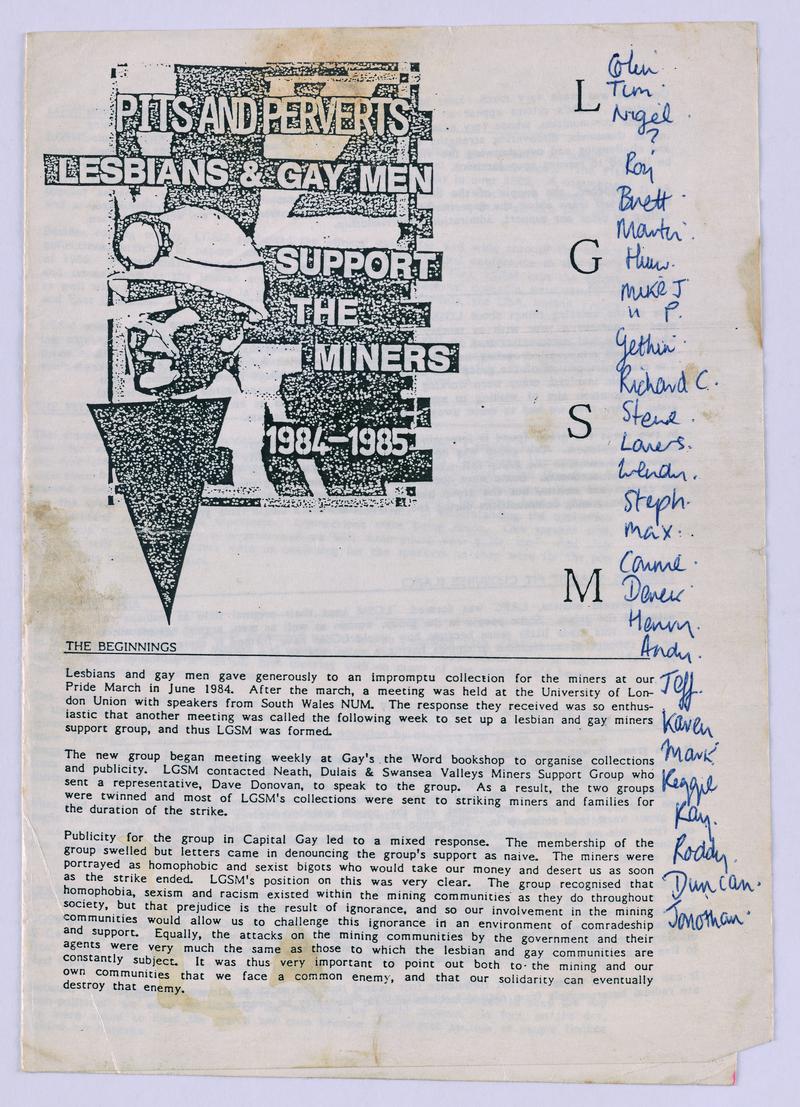 PITS AND PERVERTS
LESBIANS & GAY MEN
SUPPORT
THE
MINERS
1984–1985
L
G
S
M
Colin
Tim
Nigel
?
Roy
Brett
Martin
Huw
MIKE J
" P.
Gethin
Richard C.
Steve
Lovers.
Wendy.
Steph
Max
Connie
Derek
Henry.
Andy.
Jeff.
Karen
Mark
Reggie
Ray.
Roddy.
Duncan
Jonathan
THE BEGINNINGS
Lesbians and gay men gave generously to an impromptu collection for the miners at our
Pride March in June 1984. After the march, a meeting was held at the University of Lon-
don Union with speakers from South Wales NUM. The response they received was so enthus-
iastic that another meeting was called the following week to set up a lesbian and gay miners
support group, and thus LGSM was formed.
The new group began meeting weekly at Gay's the Word bookshop to organise collections
and publicity. LGSM contacted Neath, Dulais & Swansea Valleys Miners Support Group who
sent a representative, Dave Donovan, to speak to the group. As a result, the two groups
were twinned and most of LGSM's collections were sent to striking miners and families for
the duration of the strike.
Publicity for the group in Capital Gay led to a mixed response. The membership of the
group swelled but letters came in denouncing the group's support as naive. The miners were
portrayed as homophobic and sexist bigots who would take our money and desert us as soon
as the strike ended. LGSM's position on this was very clear. The group recognised that
homophobia, sexism and racism existed within the mining communities as they do throughout
society, but that prejudice is the result of ignorance, and so our involvement in the mining
communities would allow us to challenge this ignorance in an environment of comradeship
and support. Equally, the attacks on the mining communities by the government and their
agents were very much the same as those to which the lesbian and gay communities are
constantly subject. It was thus very important to point out both to the mining and our
own communities that we face a common enemy, and that our solidarity can eventually
destroy that enemy.